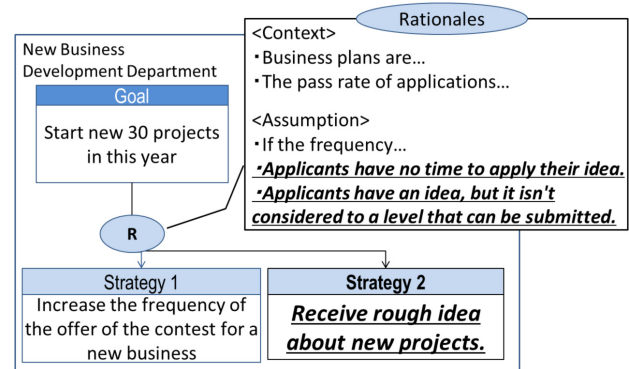 Rationales
<Context>
・Business plans are...
・The pass rate of applications...
<Assumption>
・If the frequency...
・Applicants have no time to apply their idea.
・Applicants have an idea, but it isn't
considered to a level that can be submitted.
New Business
Development Department
Goal
Start new 30 projects
in this year
R
Strategy 1
Increase the frequency of
the offer of the contest for a
new business
Strategy 2
Receive rough idea
about new projects.